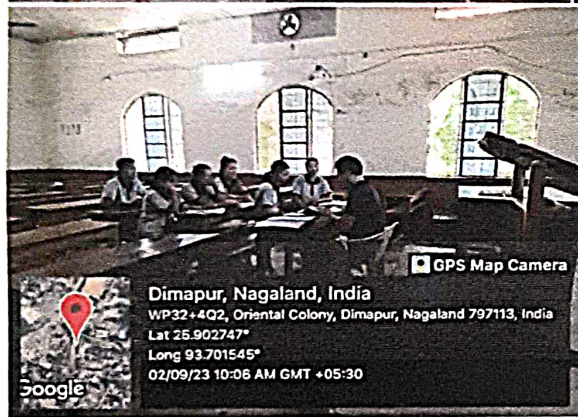 GPS Map Camera
Dimapur, Nagaland, India
WP32+4Q2, Oriental Colony, Dimapur, Nagaland 797113, India
Lat 25.902747°
Long 93.701545°
02/09/23 10:06 AM GMT +05:30
Google